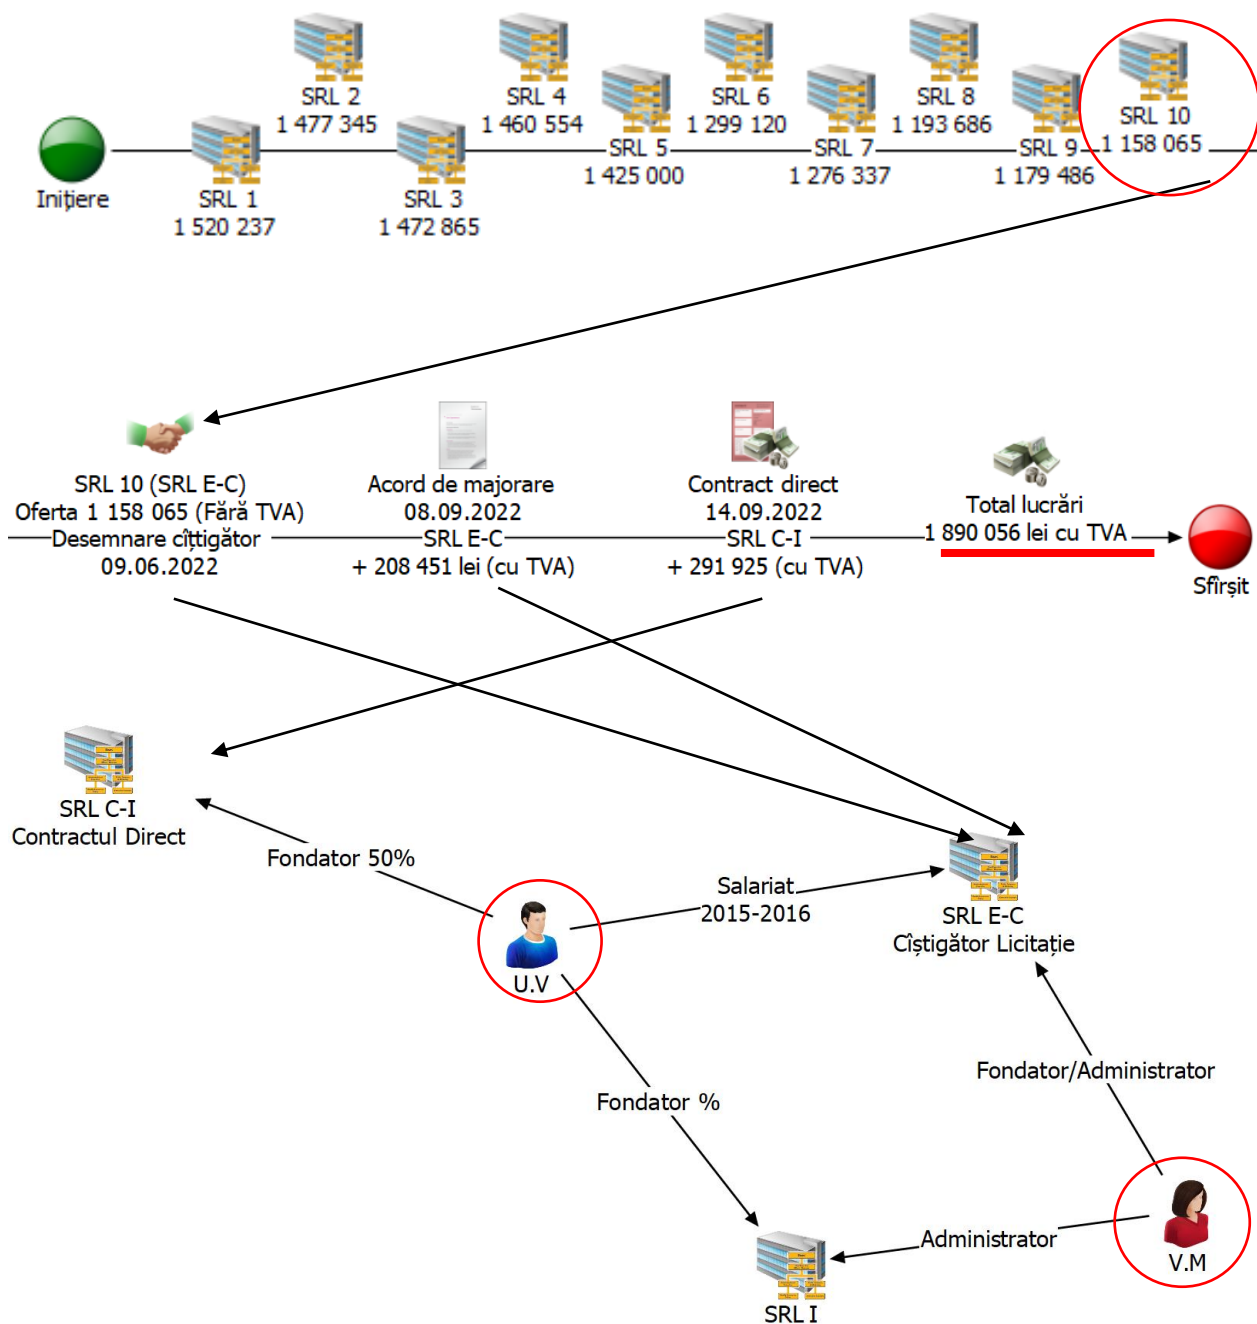 SRL 2
1 477 345
SRL 4
1 460 554
SRL 6
1 299 120
SRL 8
1 193 686
SRL 10
1 158 065
Inițiere
SRL 1
1 520 237
SRL 3
1 472 865
SRL 5
1 425 000
SRL 7
1 276 337
SRL 9
1 179 486
SRL 10 (SRL E-C)
Oferta 1 158 065 (Fără TVA)
Desemnare cîțtigător
09.06.2022
Acord de majorare
08.09.2022
SRL E-C
+ 208 451 lei (cu TVA)
Contract direct
14.09.2022
SRL C-I
+ 291 925 (cu TVA)
Total lucrări
1 890 056 lei cu TVA
Sfîrșit
SRL C-I
Contractul Direct
Fondator 50%
Salariat
2015-2016
SRL E-C
Cîștigător Licitație
U.V
Fondator/Administrator
Fondator %
Administrator
V.M
SRL I